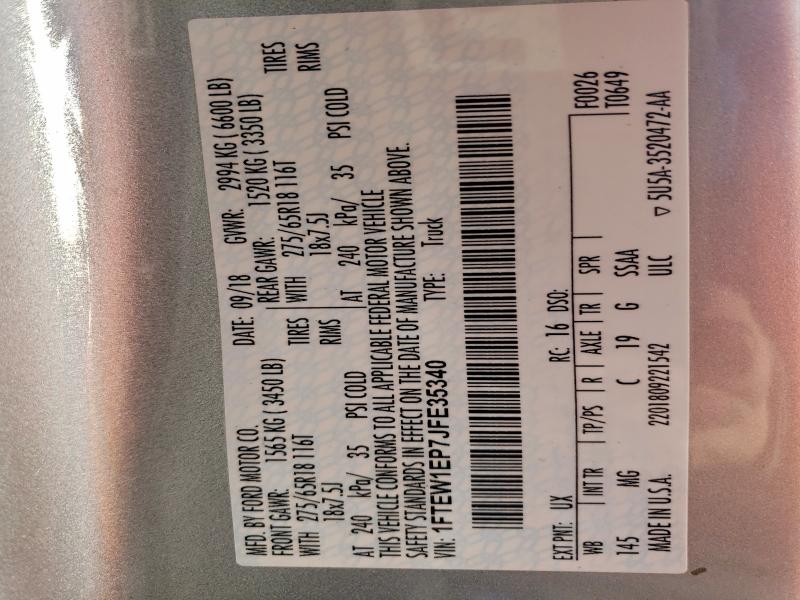 MFD. BY FORD MOTOR CO. DATE: 09/18 GVWR: 2994 KG ( 6600 LB)
FRONT GAWR: 1565 KG ( 3450 LB) REAR GAWR: 1520 KG ( 3350 LB)
WITH 275/65R18 116T TIRES WITH 275/65R18 116T TIRES
18x7.5J RIMS 18x7.5J RIMS
AT 240 kPa/ 35 PSI COLD AT 240 kPa/ 35 PSI COLD
THIS VEHICLE CONFORMS TO ALL APPLICABLE FEDERAL MOTOR VEHICLE
SAFETY STANDARDS IN EFFECT ON THE DATE OF MANUFACTURE SHOWN ABOVE.
VIN: 1FTEW1EP7JFE35340 TYPE: Truck
EXT PNT: UX RC: 16 DSO: F0026
WB INT TR TP/PS R AXLE TR SPR T0649
145 MG C 19 G SSAA
MADE IN U.S.A. 2201809221542 ULC ▽ 5U5A-3520472-AA